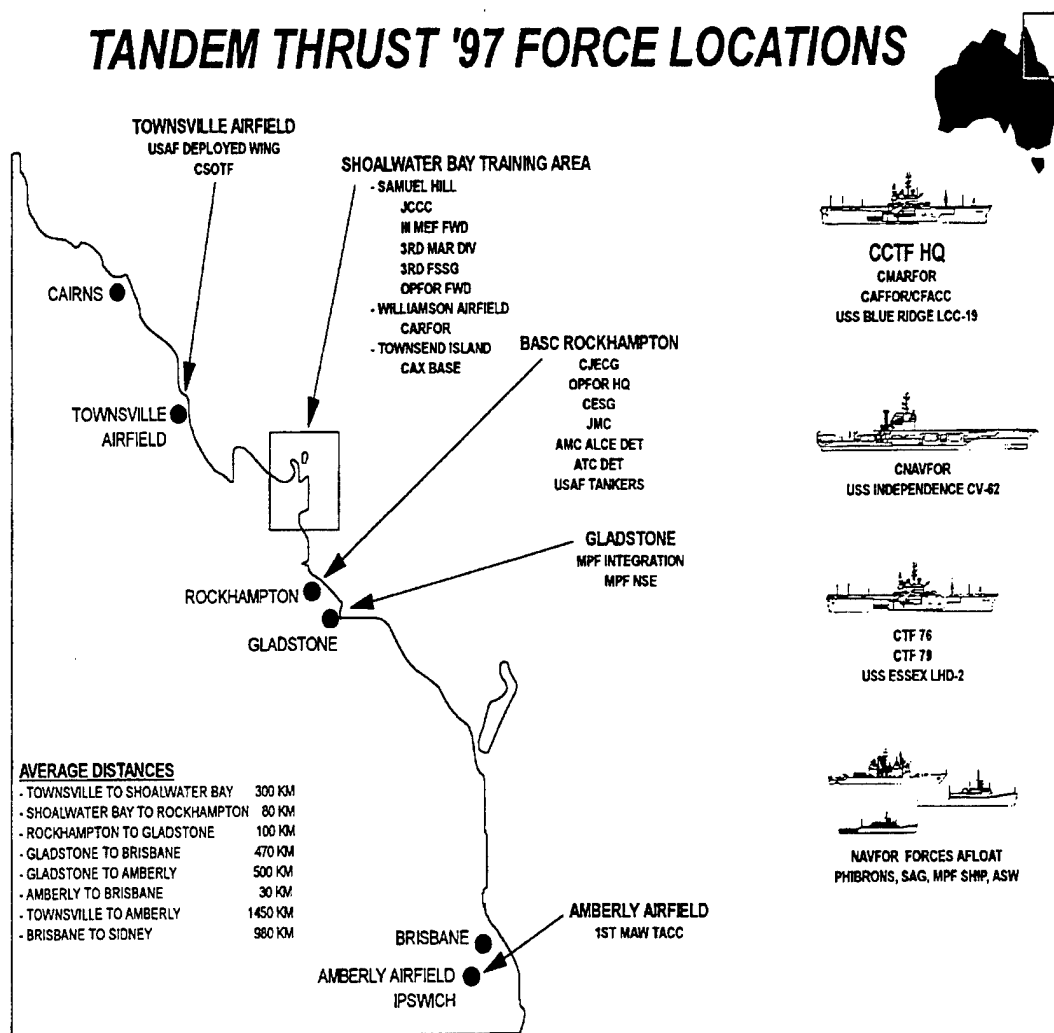 TANDEM THRUST '97 FORCE LOCATIONS
TOWNSVILLE AIRFIELD
USAF DEPLOYED WING
CSOTF
SHOALWATER BAY TRAINING AREA
- SAMUEL HILL
JCCC
III MEF FWD
3RD MAR DIV
3RD FSSG
OPFOR FWD
- WILLIAMSON AIRFIELD
CARFOR
- TOWNSEND ISLAND
CAX BASE
BASC ROCKHAMPTON
CJECG
OPFOR HQ
CESG
JMC
AMC ALCE DET
ATC DET
USAF TANKERS
GLADSTONE
MPF INTEGRATION
MPF NSE
CAIRNS
TOWNSVILLE
AIRFIELD
ROCKHAMPTON
GLADSTONE
AVERAGE DISTANCES
- TOWNSVILLE TO SHOALWATER BAY 300 KM
- SHOALWATER BAY TO ROCKHAMPTON 80 KM
- ROCKHAMPTON TO GLADSTONE 100 KM
- GLADSTONE TO BRISBANE 470 KM
- GLADSTONE TO AMBERLY 500 KM
- AMBERLY TO BRISBANE 30 KM
- TOWNSVILLE TO AMBERLY 1450 KM
- BRISBANE TO SIDNEY 980 KM
BRISBANE
AMBERLY AIRFIELD
IPSWICH
AMBERLY AIRFIELD
1ST MAW TACC
CCTF HQ
CMARFOR
CAFFOR/CFACC
USS BLUE RIDGE LCC-19
CNAVFOR
USS INDEPENDENCE CV-62
CTF 76
CTF 79
USS ESSEX LHD-2
NAVFOR FORCES AFLOAT
PHIBRONS, SAG, MPF SHIP, ASW